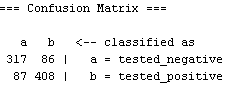 === Confusion Matrix ===
a b <-- classified as
317 86 | a = tested_negative
87 408 | b = tested_positive